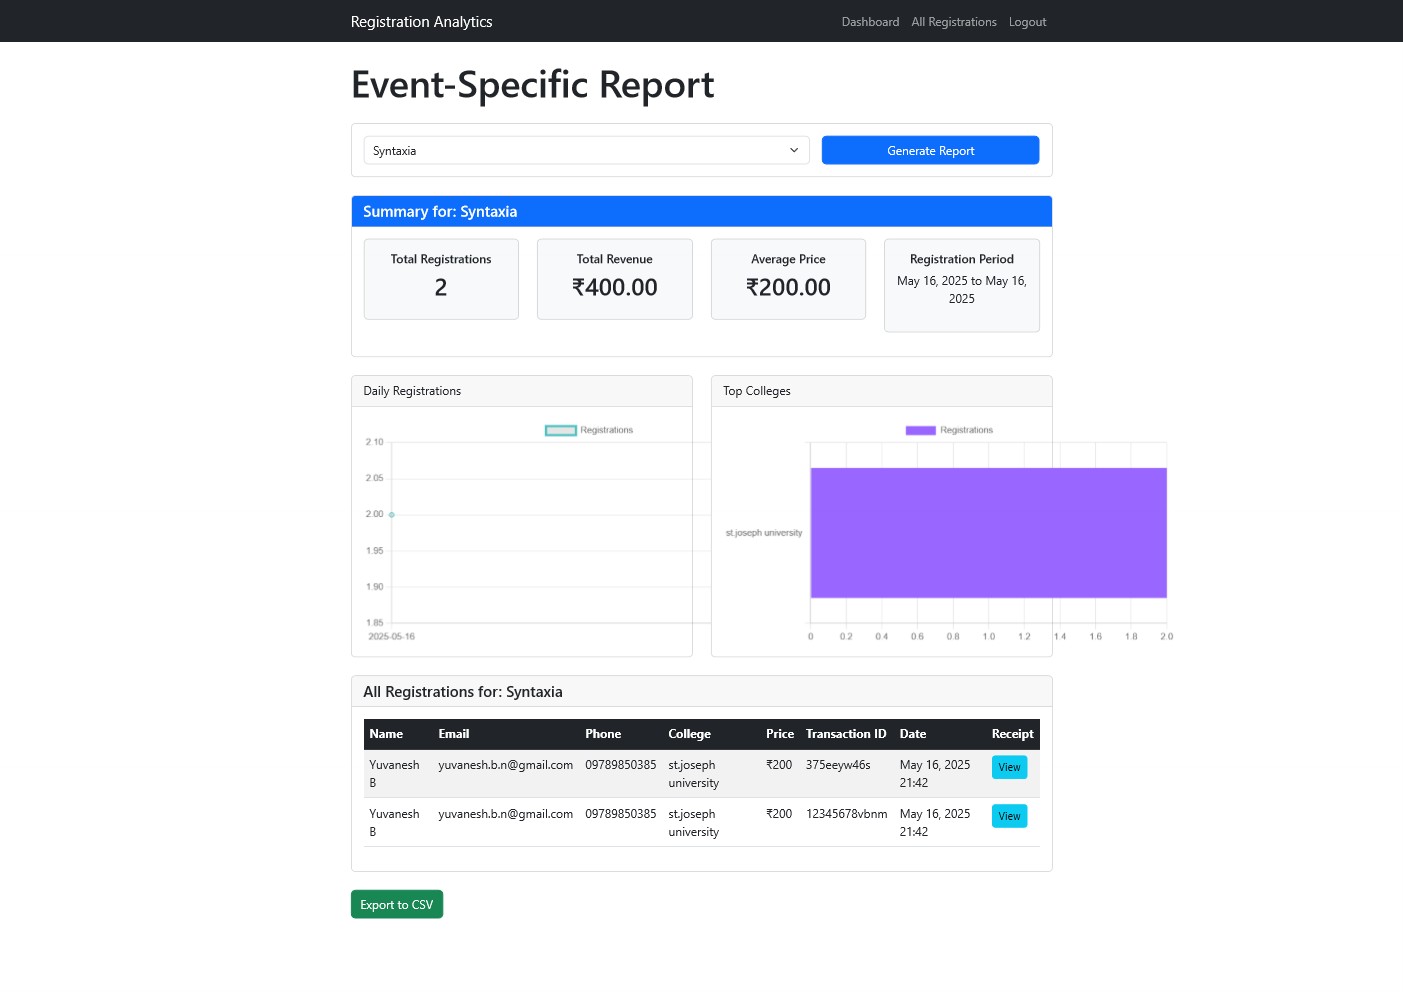 Registration Analytics
Dashboard All Registrations Logout
Event-Specific Report
Syntaxia
Generate Report
Summary for: Syntaxia
Total Registrations
2
Total Revenue
₹400.00
Average Price
₹200.00
Registration Period
May 16, 2025 to May 16,
2025
Daily Registrations
Registrations
2.10
2.05
2.00
1.95
1.90
1.85
2025-05-16
Top Colleges
Registrations
st.joseph university
0 0.2 0.4 0.6 0.8 1.0 1.2 1.4 1.6 1.8 2.0
All Registrations for: Syntaxia
Name Email Phone College Price Transaction ID Date Receipt
Yuvanesh yuvanesh.b.n@gmail.com 09789850385 st.joseph ₹200 375eeyw46s May 16, 2025 View
B university 21:42
Yuvanesh yuvanesh.b.n@gmail.com 09789850385 st.joseph ₹200 12345678vbnm May 16, 2025 View
B university 21:42
Export to CSV